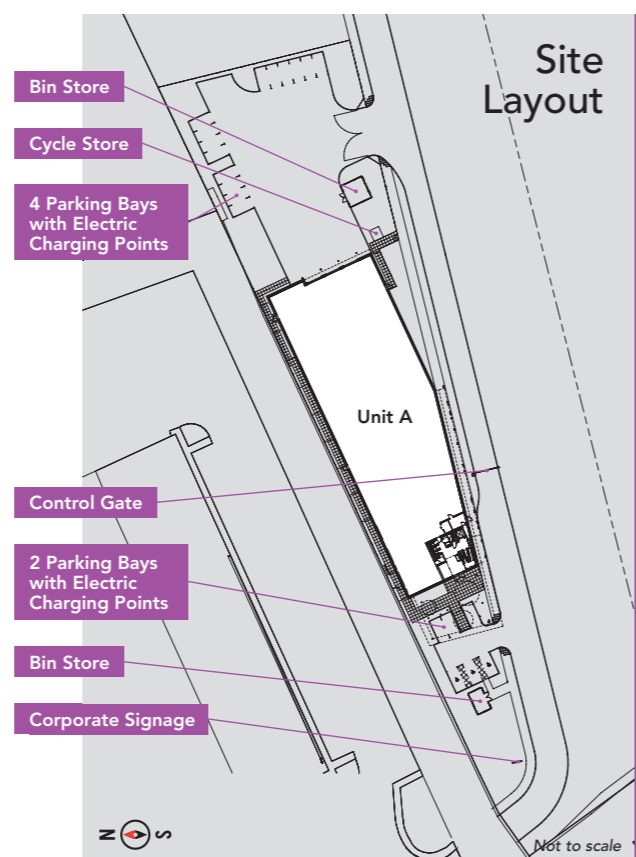 Site
Layout
Bin Store
Cycle Store
4 Parking Bays
with Electric
Charging Points
Unit A
Control Gate
2 Parking Bays
with Electric
Charging Points
Bin Store
Corporate Signage
N S
Not to scale